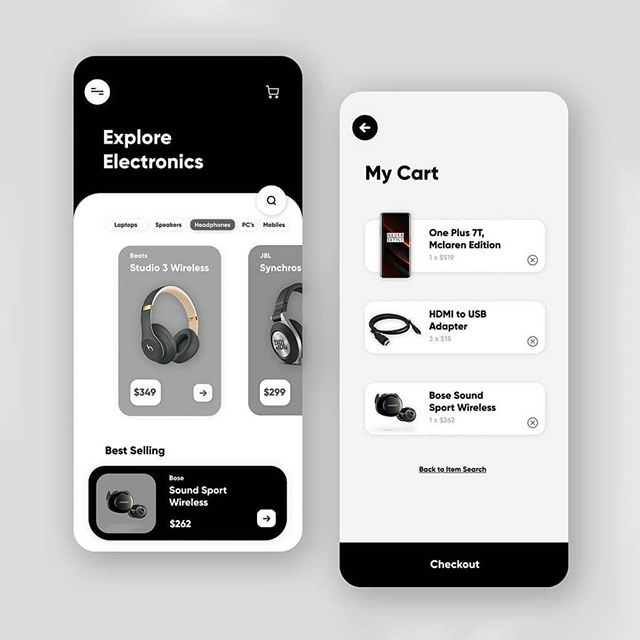 Explore
Electronics
Laptops
Speakers
Headphones
PC's
Mobiles
Beats
Studio 3 Wireless
$349
JBL
Synchros
JBL
$299
Best Selling
Bose
Sound Sport
Wireless
$262
My Cart
One Plus 7T,
Mclaren Edition
1 x $519
NEVER
SETTLE
HDMI to USB
Adapter
3 x $15
Bose Sound
Sport Wireless
1 x $262
Back to Item Search
Checkout